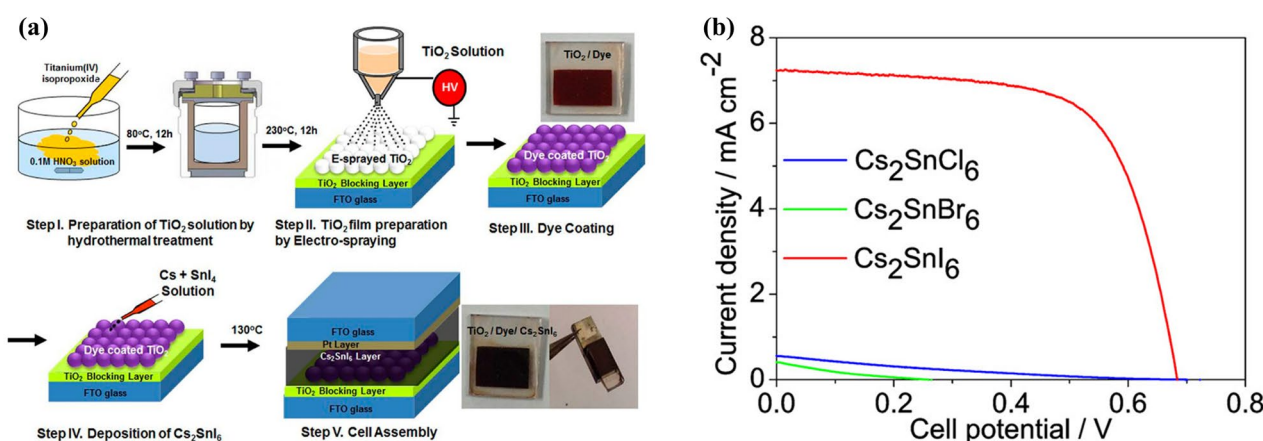 (a)
Titanium(IV)
isopropoxida
0.1M HNO3 solution
80°C, 12h
230°C, 12h
Step I. Preparation of TiO2 solution by
hydrothermal treatment
TiO2 Solution
HV
E-sprayed TiO2
TiO2 Blocking Layer
FTO glass
Step II. TiO2 film preparation
by Electro-spraying
TiO2 / Dye
Dye coated TiO2
TiO2 Blocking Layer
FTO glass
Step III. Dye Coating
Cs + SnI4
Solution
Dye coated TiO2
TiO2 Blocking Layer
FTO glass
Step IV. Deposition of Cs2SnI6
130°C
FTO glass
Pt Layer
Cs2SnI6 Layer
TiO2 Blocking Layer
FTO glass
Step V. Cell Assembly
TiO2 / Dye/ Cs2SnI6
(b)
Current density / mA cm-2
8
6
4
2
0
Cs2SnCl6
Cs2SnBr6
Cs2SnI6
0.0 0.2 0.4 0.6 0.8
Cell potential / V